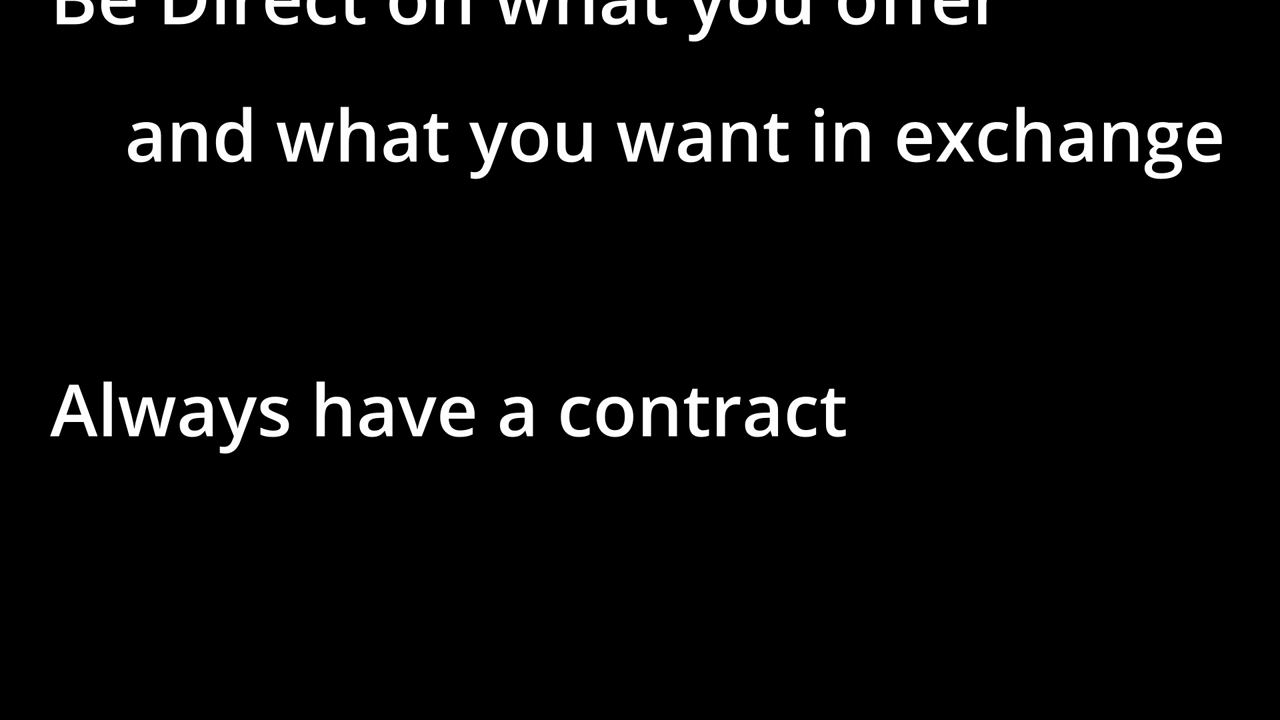 Be Direct on what you offer
and what you want in exchange
Always have a contract